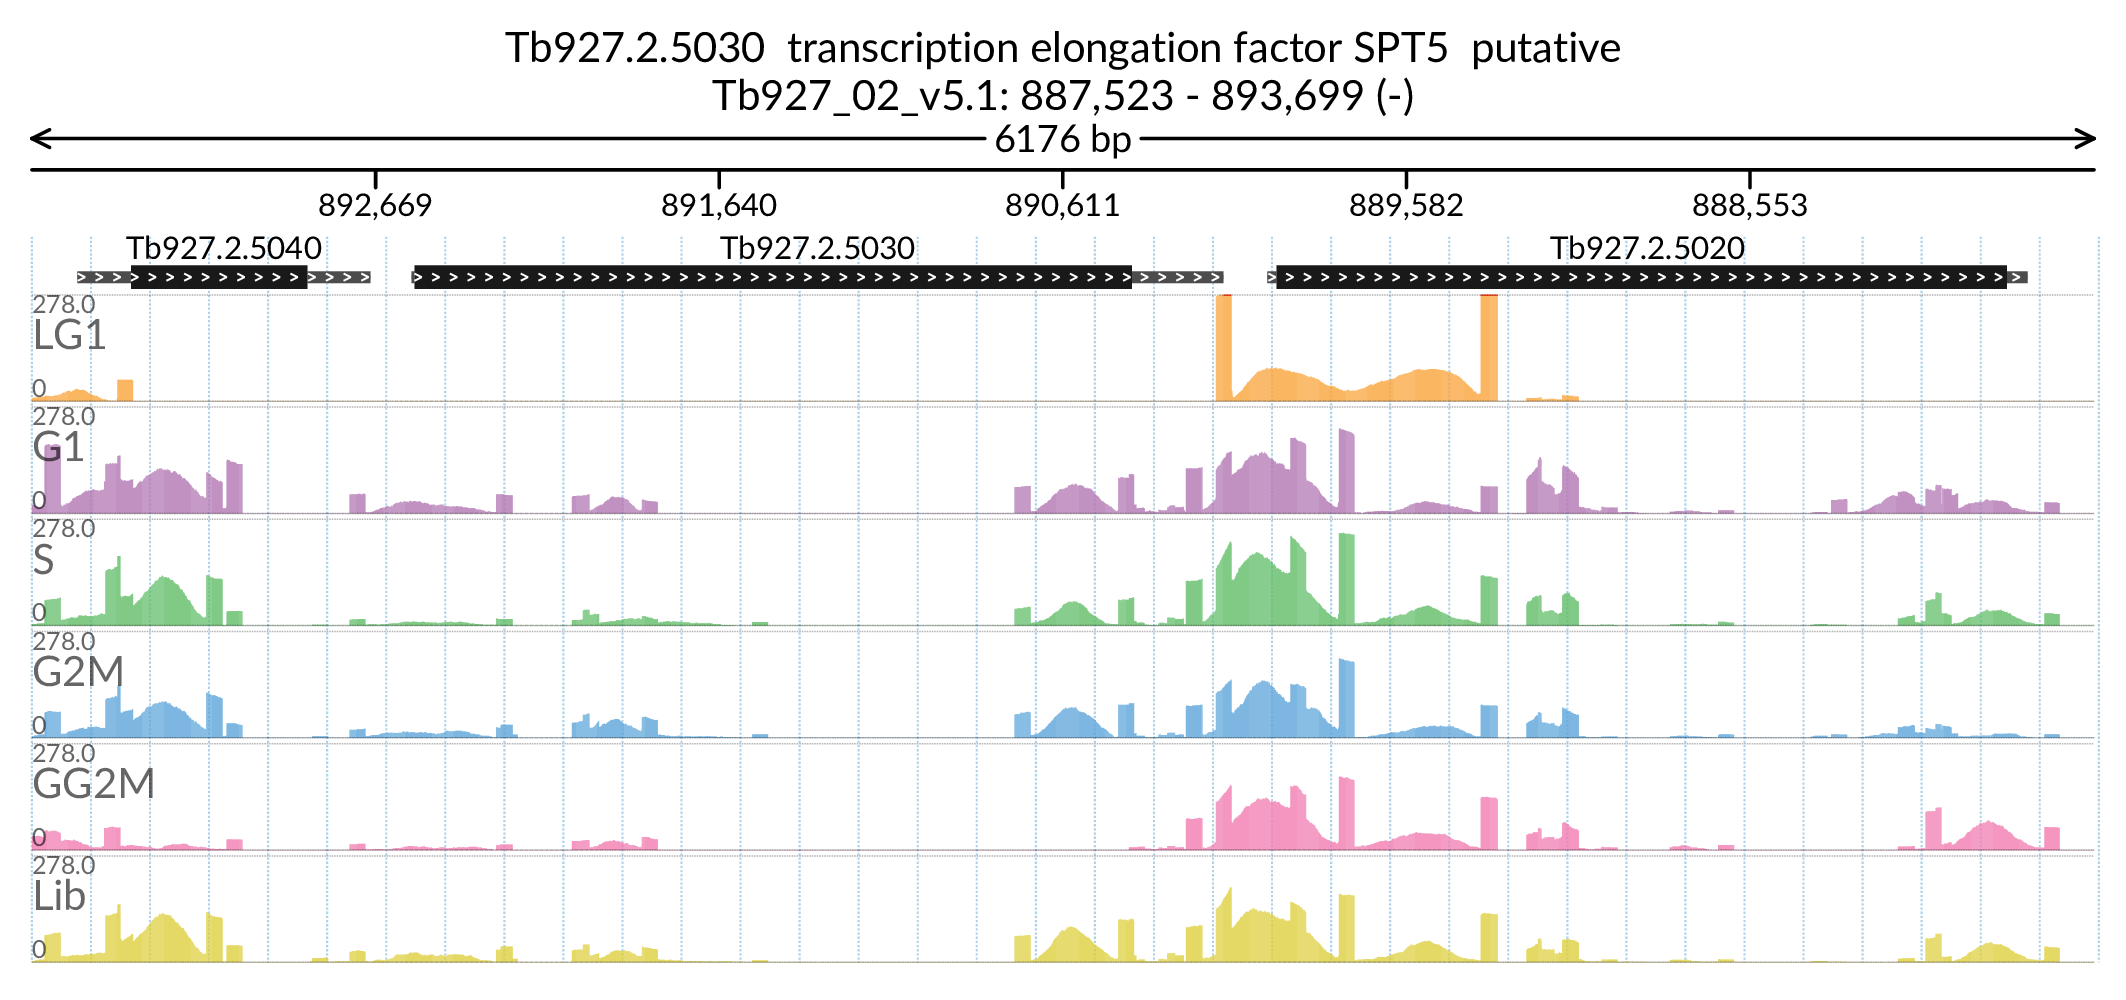 Tb927.2.5030 transcription elongation factor SPT5 putative
Tb927_02_v5.1: 887,523 - 893,699 (-)
6176 bp
892,669 891,640 890,611 889,582 888,553
Tb927.2.5040 Tb927.2.5030 Tb927.2.5020
278.0
LG1
0
278.0
G1
0
278.0
S
0
278.0
G2M
0
278.0
GG2M
0
278.0
Lib
0